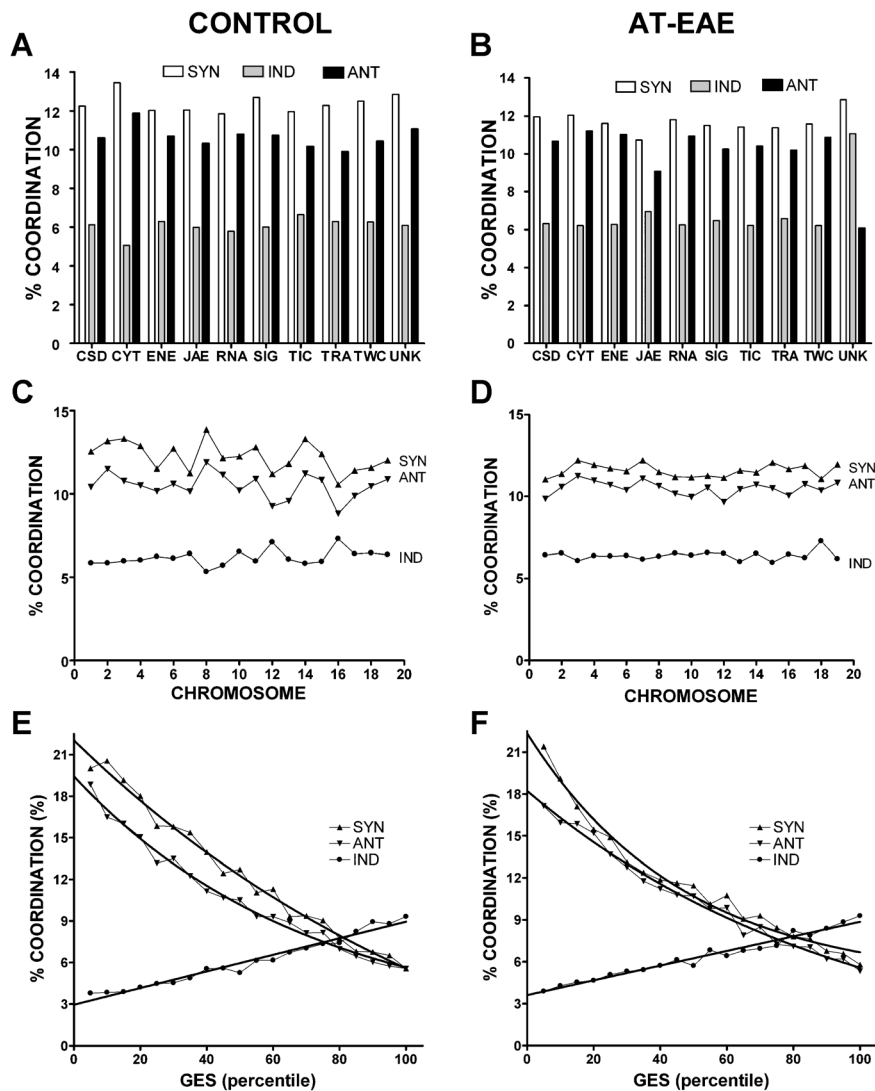 CONTROL
AT-EAE
A
14
12
10
8
6
4
2
0
% COORDINATION
SYN IND ANT
CSD CYT ENE JAE RNA SIG TIC TRA TWC UNK
B
14
12
10
8
6
4
2
0
% COORDINATION
SYN IND ANT
CSD CYT ENE JAE RNA SIG TIC TRA TWC UNK
C
15
10
5
0
% COORDINATION
SYN
ANT
IND
0 2 4 6 8 10 12 14 16 18 20
CHROMOSOME
D
15
10
5
0
% COORDINATION
SYN
ANT
IND
0 2 4 6 8 10 12 14 16 18 20
CHROMOSOME
E
21
18
15
12
9
6
3
0
% COORDINATION (%)
SYN
ANT
IND
0 20 40 60 80 100
GES (percentile)
F
21
18
15
12
9
6
3
0
% COORDINATION (%)
SYN
ANT
IND
0 20 40 60 80 100
GES (percentile)